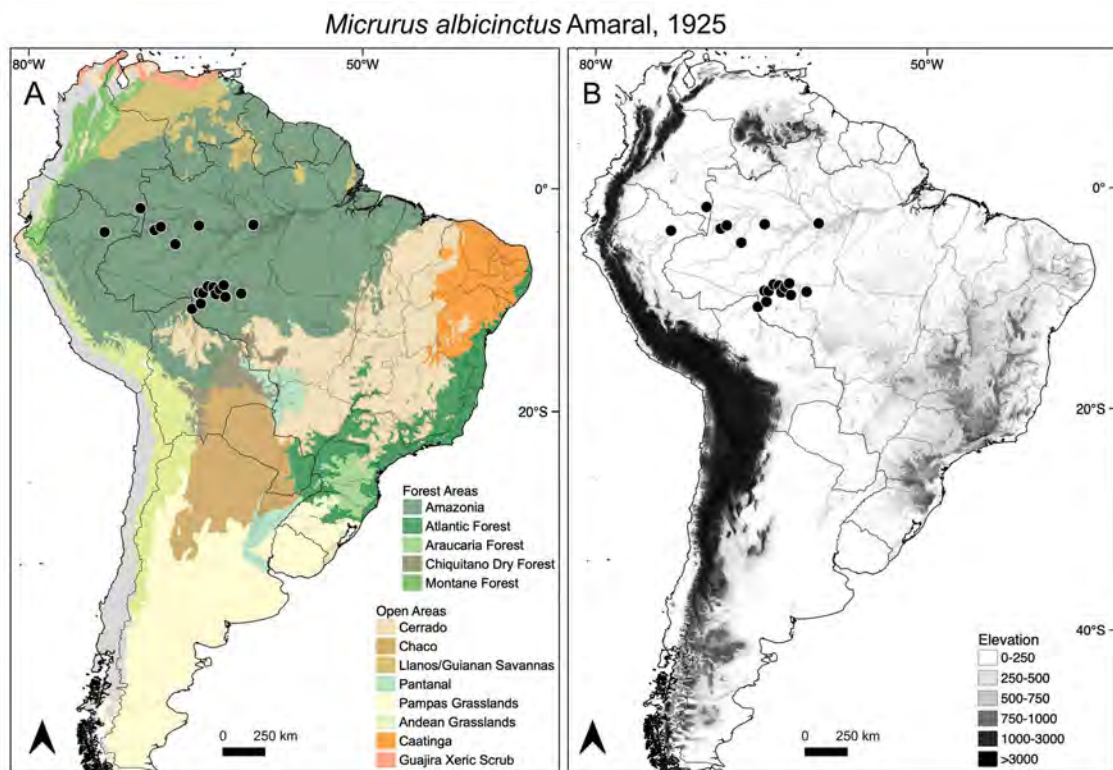 Micrurus albicinctus Amaral, 1925
80°W
50°W
A
0°
20°S
Forest Areas
Amazonia
Atlantic Forest
Araucaria Forest
Chiquitano Dry Forest
Montane Forest
Open Areas
Cerrado
Chaco
Llanos/Guianan Savannas
Pantanal
Pampas Grasslands
Andean Grasslands
Caatinga
Guajira Xeric Scrub
250 km
80°W
50°W
B
0°
20°S
40°S
Elevation
0-250
250-500
500-750
750-1000
1000-3000
>3000
250 km